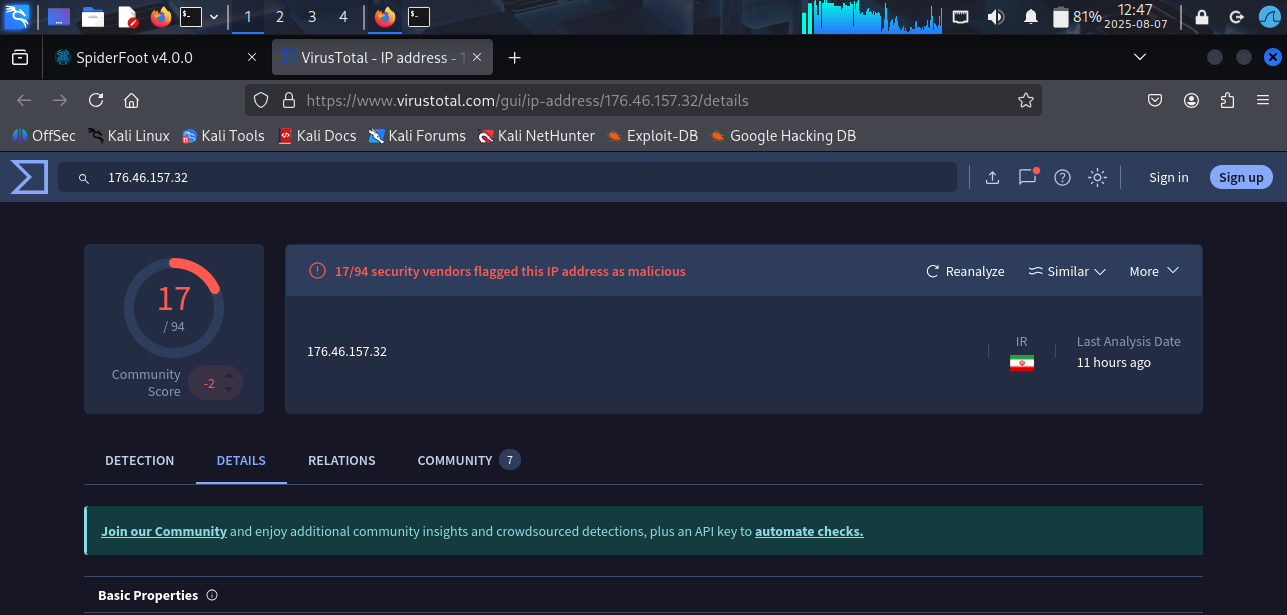 1 2 3 4 81% 12:47
2025-08-07
SpiderFoot v4.0.0
VirusTotal - IP address - 1
https://www.virustotal.com/gui/ip-address/176.46.157.32/details
OffSec Kali Linux Kali Tools Kali Docs Kali Forums Kali NetHunter Exploit-DB Google Hacking DB
176.46.157.32 Sign in Sign up
17
/ 94
Community
Score
-2
17/94 security vendors flagged this IP address as malicious
Reanalyze Similar More
176.46.157.32
IR
Last Analysis Date
11 hours ago
DETECTION DETAILS RELATIONS COMMUNITY 7
Join our Community and enjoy additional community insights and crowdsourced detections, plus an API key to automate checks.
Basic Properties